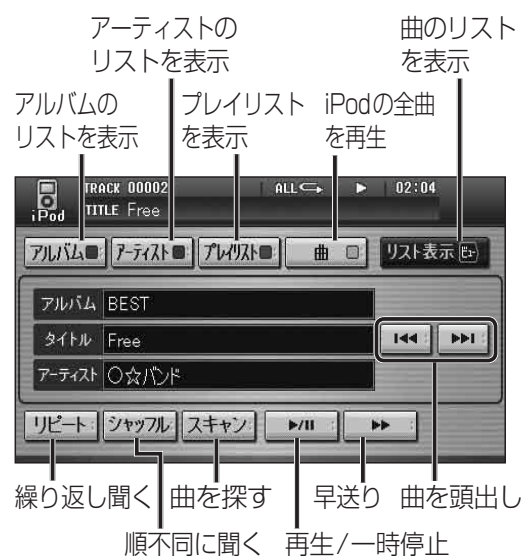 アーティストの
リストを表示
曲のリスト
を表示
アルバムの
リストを表示
プレイリスト
を表示
iPodの全曲
を再生
iPod
TRACK 00002
ALL
02:04
TITLE Free
アルバム
アーティスト
プレイリスト
曲
リスト表示
アルバム BEST
タイトル Free
アーティスト ○☆バンド
リピート
シャッフル
スキャン
▶/II
▶▶
繰り返し聞く
曲を探す
早送り
曲を頭出し
順不同に聞く
再生/一時停止